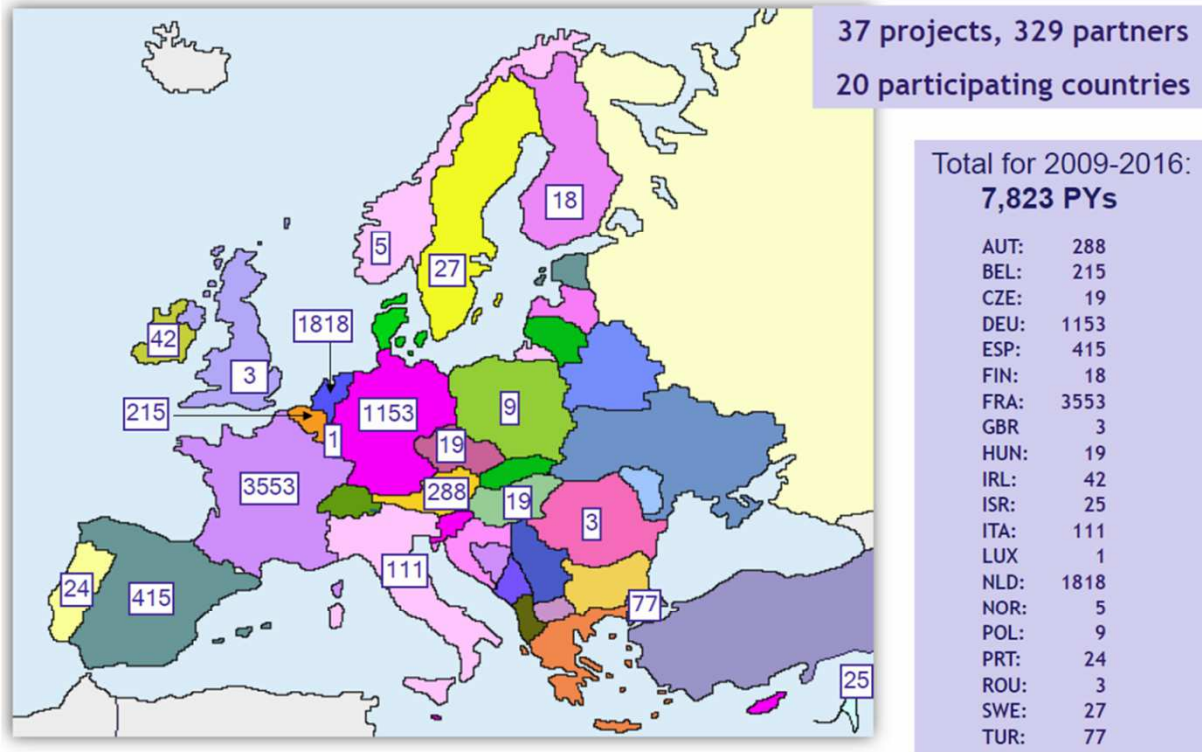 37 projects, 329 partners
20 participating countries
Total for 2009-2016:
7,823 PYs
AUT: 288
BEL: 215
CZE: 19
DEU: 1153
ESP: 415
FIN: 18
FRA: 3553
GBR 3
HUN: 19
IRL: 42
ISR: 25
ITA: 111
LUX 1
NLD: 1818
NOR: 5
POL: 9
PRT: 24
ROU: 3
SWE: 27
TUR: 77
18
5
27
1818
42
3
215
1
1153
9
19
3553
288
19
3
111
24
415
77
25